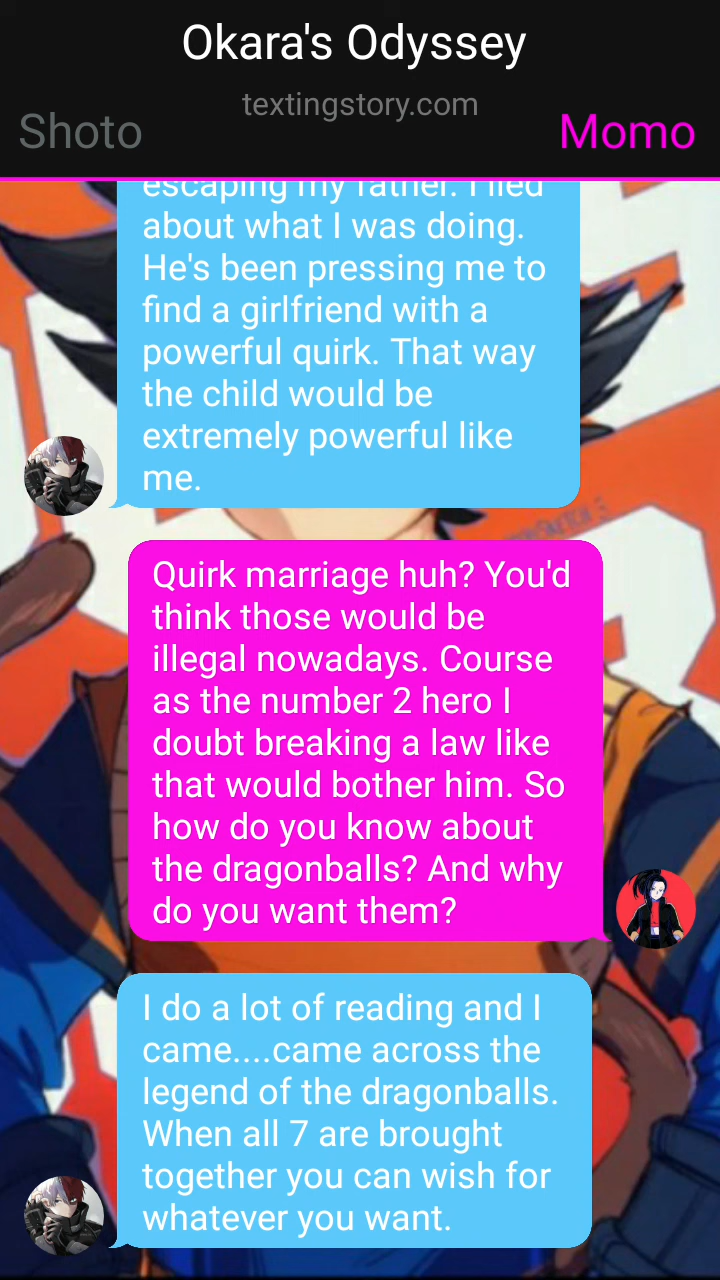 Okara's Odyssey
textingstory.com
Shoto
Momo
escaping my father. I lied
about what I was doing.
He's been pressing me to
find a girlfriend with a
powerful quirk. That way
the child would be
extremely powerful like
me.
Quirk marriage huh? You'd
think those would be
illegal nowadays. Course
as the number 2 hero I
doubt breaking a law like
that would bother him. So
how do you know about
the dragonballs? And why
do you want them?
I do a lot of reading and I
came....came across the
legend of the dragonballs.
When all 7 are brought
together you can wish for
whatever you want.